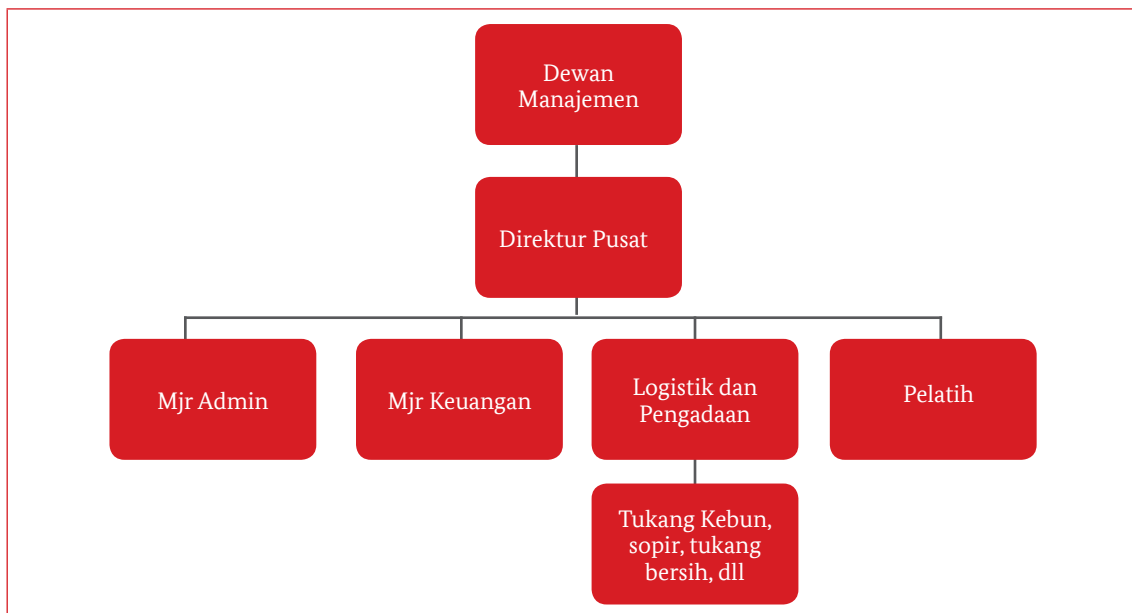 Dewan
Manajemen
Direktur Pusat
Mjr Admin
Mjr Keuangan
Logistik dan
Pengadaan
Pelatih
Tukang Kebun,
sopir, tukang
bersih, dll